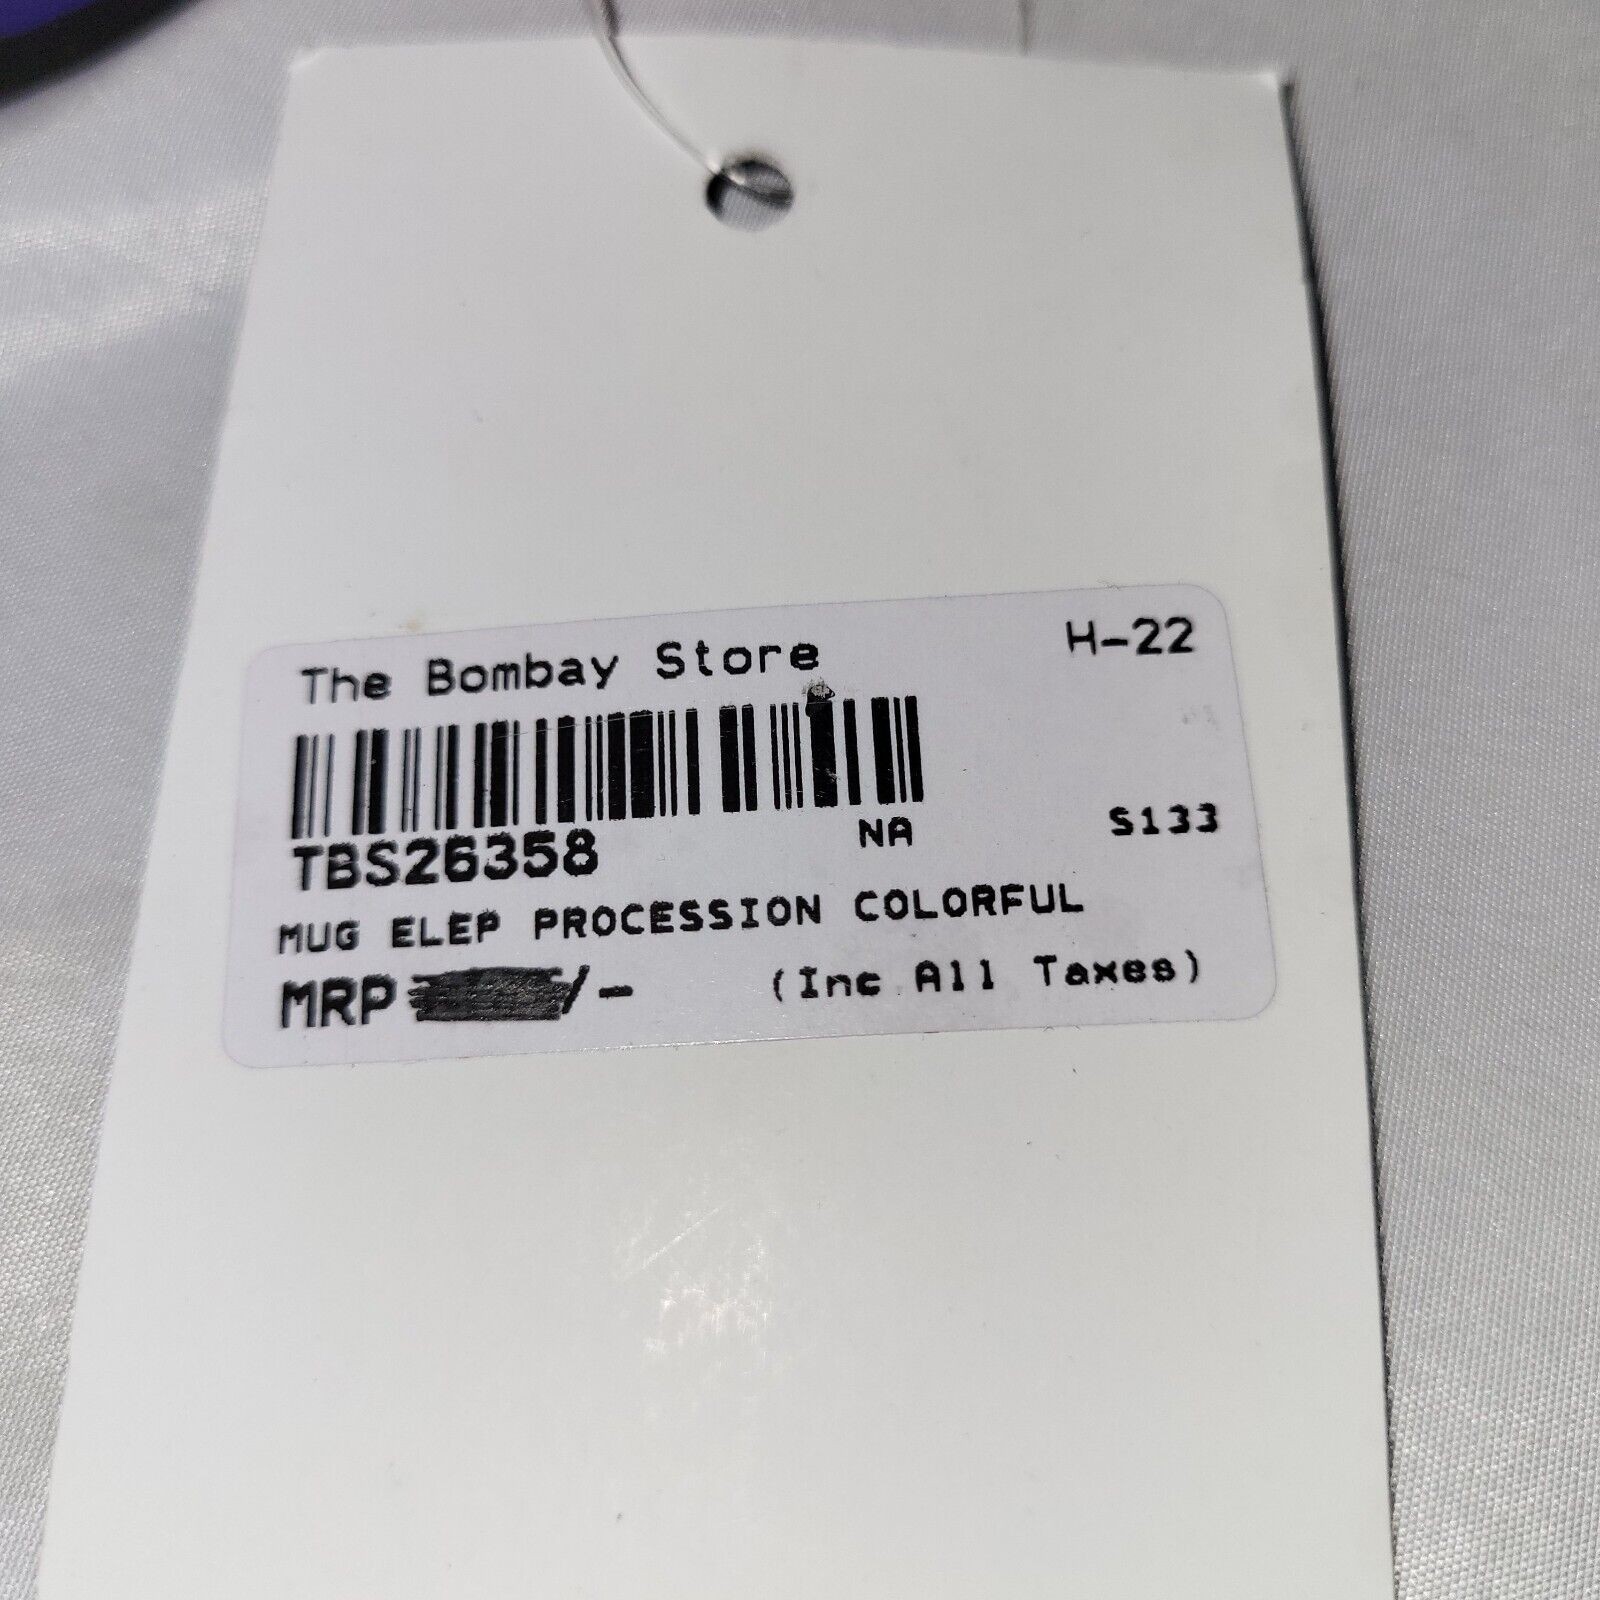 The Bombay Store H-22
TBS26358 NA S133
MUG ELEP PROCESSION COLORFUL
MRP /- (Inc All Taxes)